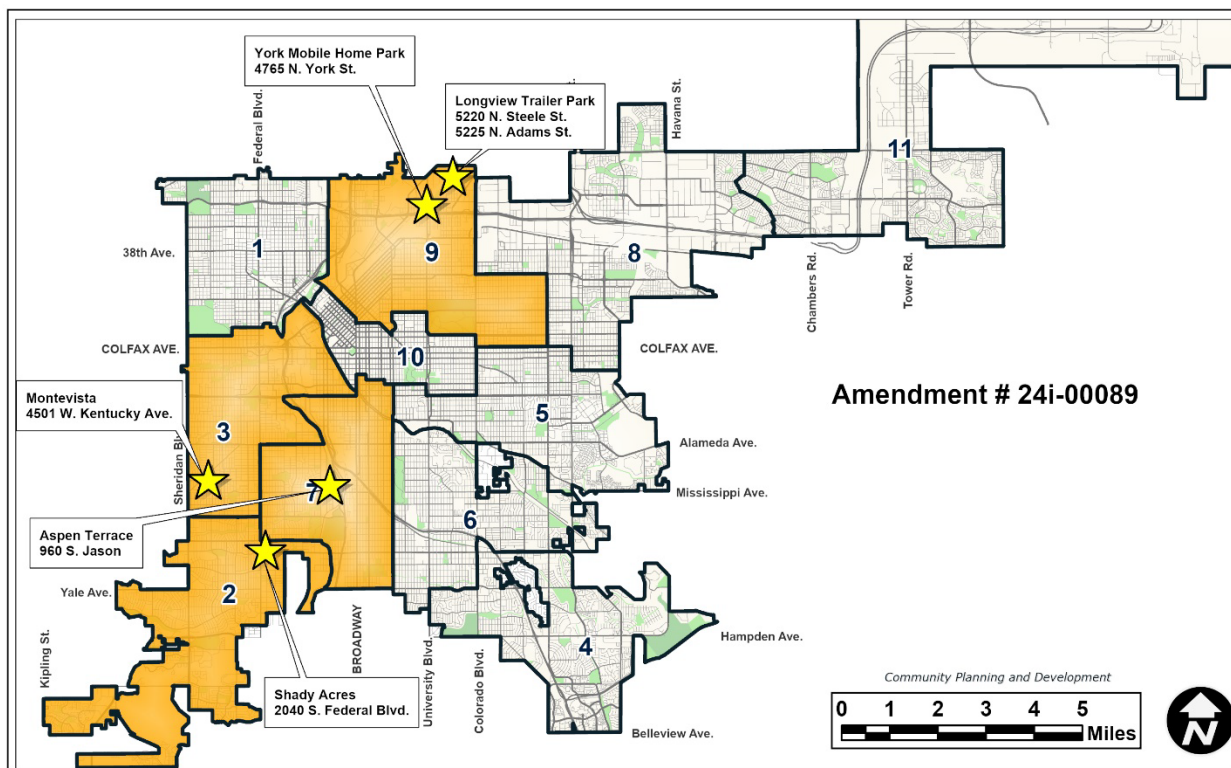 York Mobile Home Park
4765 N. York St.
Longview Trailer Park
5220 N. Steele St.
5225 N. Adams St.
Federal Blvd.
Havana St.
11
1
9
8
38th Ave.
Chambers Rd.
Tower Rd.
COLFAX AVE.
10
COLFAX AVE.
Montevista
4501 W. Kentucky Ave.
Amendment # 24i-00089
3
5
Sheridan
Alameda Ave.
7
Mississippi Ave.
6
Aspen Terrace
960 S. Jason
2
Yale Ave.
Kipling St.
BROADWAY
University Blvd.
Colorado Blvd.
4
Hampden Ave.
Shady Acres
2040 S. Federal Blvd.
Belleview Ave.
Community Planning and Development
0 1 2 3 4 5
Miles
N